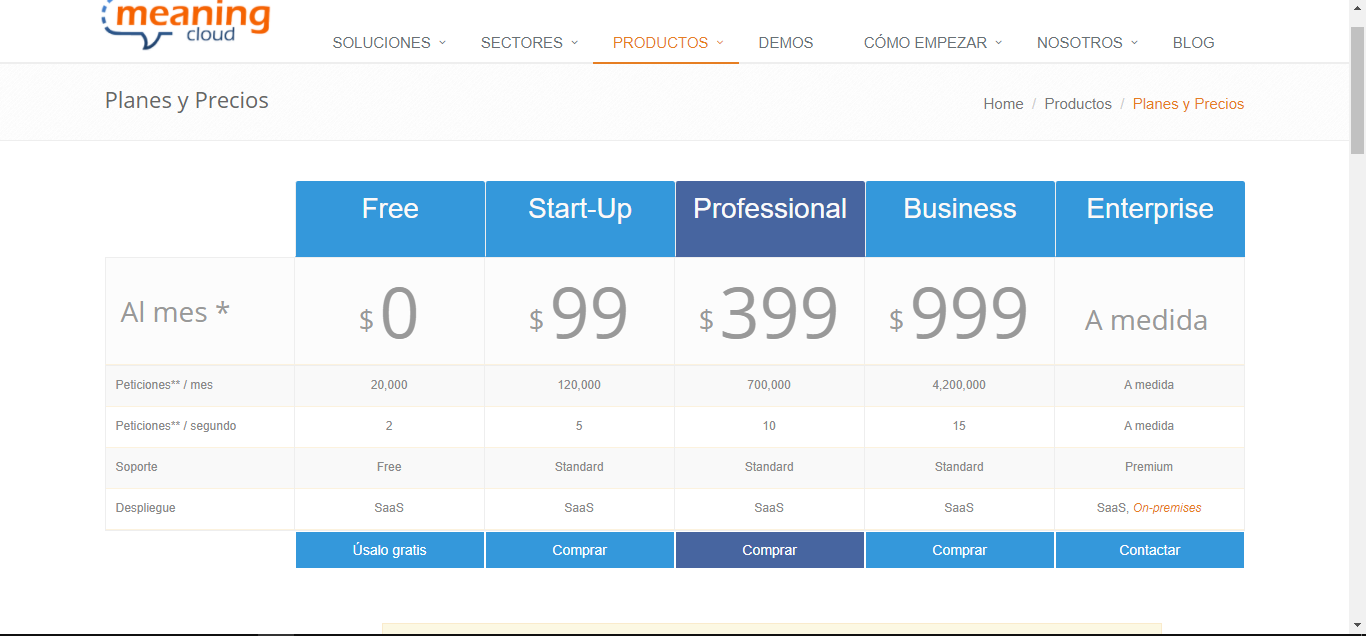 meaning
cloud
SOLUCIONES SECTORES PRODUCTOS DEMOS CÓMO EMPEZAR NOSOTROS BLOG
Planes y Precios
Home / Productos / Planes y Precios
Free Start-Up Professional Business Enterprise
Al mes * $0 $99 $399 $999 A medida
Peticiones** / mes 20,000 120,000 700,000 4,200,000 A medida
Peticiones** / segundo 2 5 10 15 A medida
Soporte Free Standard Standard Standard Premium
Despliegue SaaS SaaS SaaS SaaS SaaS, On-premises
Úsalo gratis Comprar Comprar Comprar Contactar